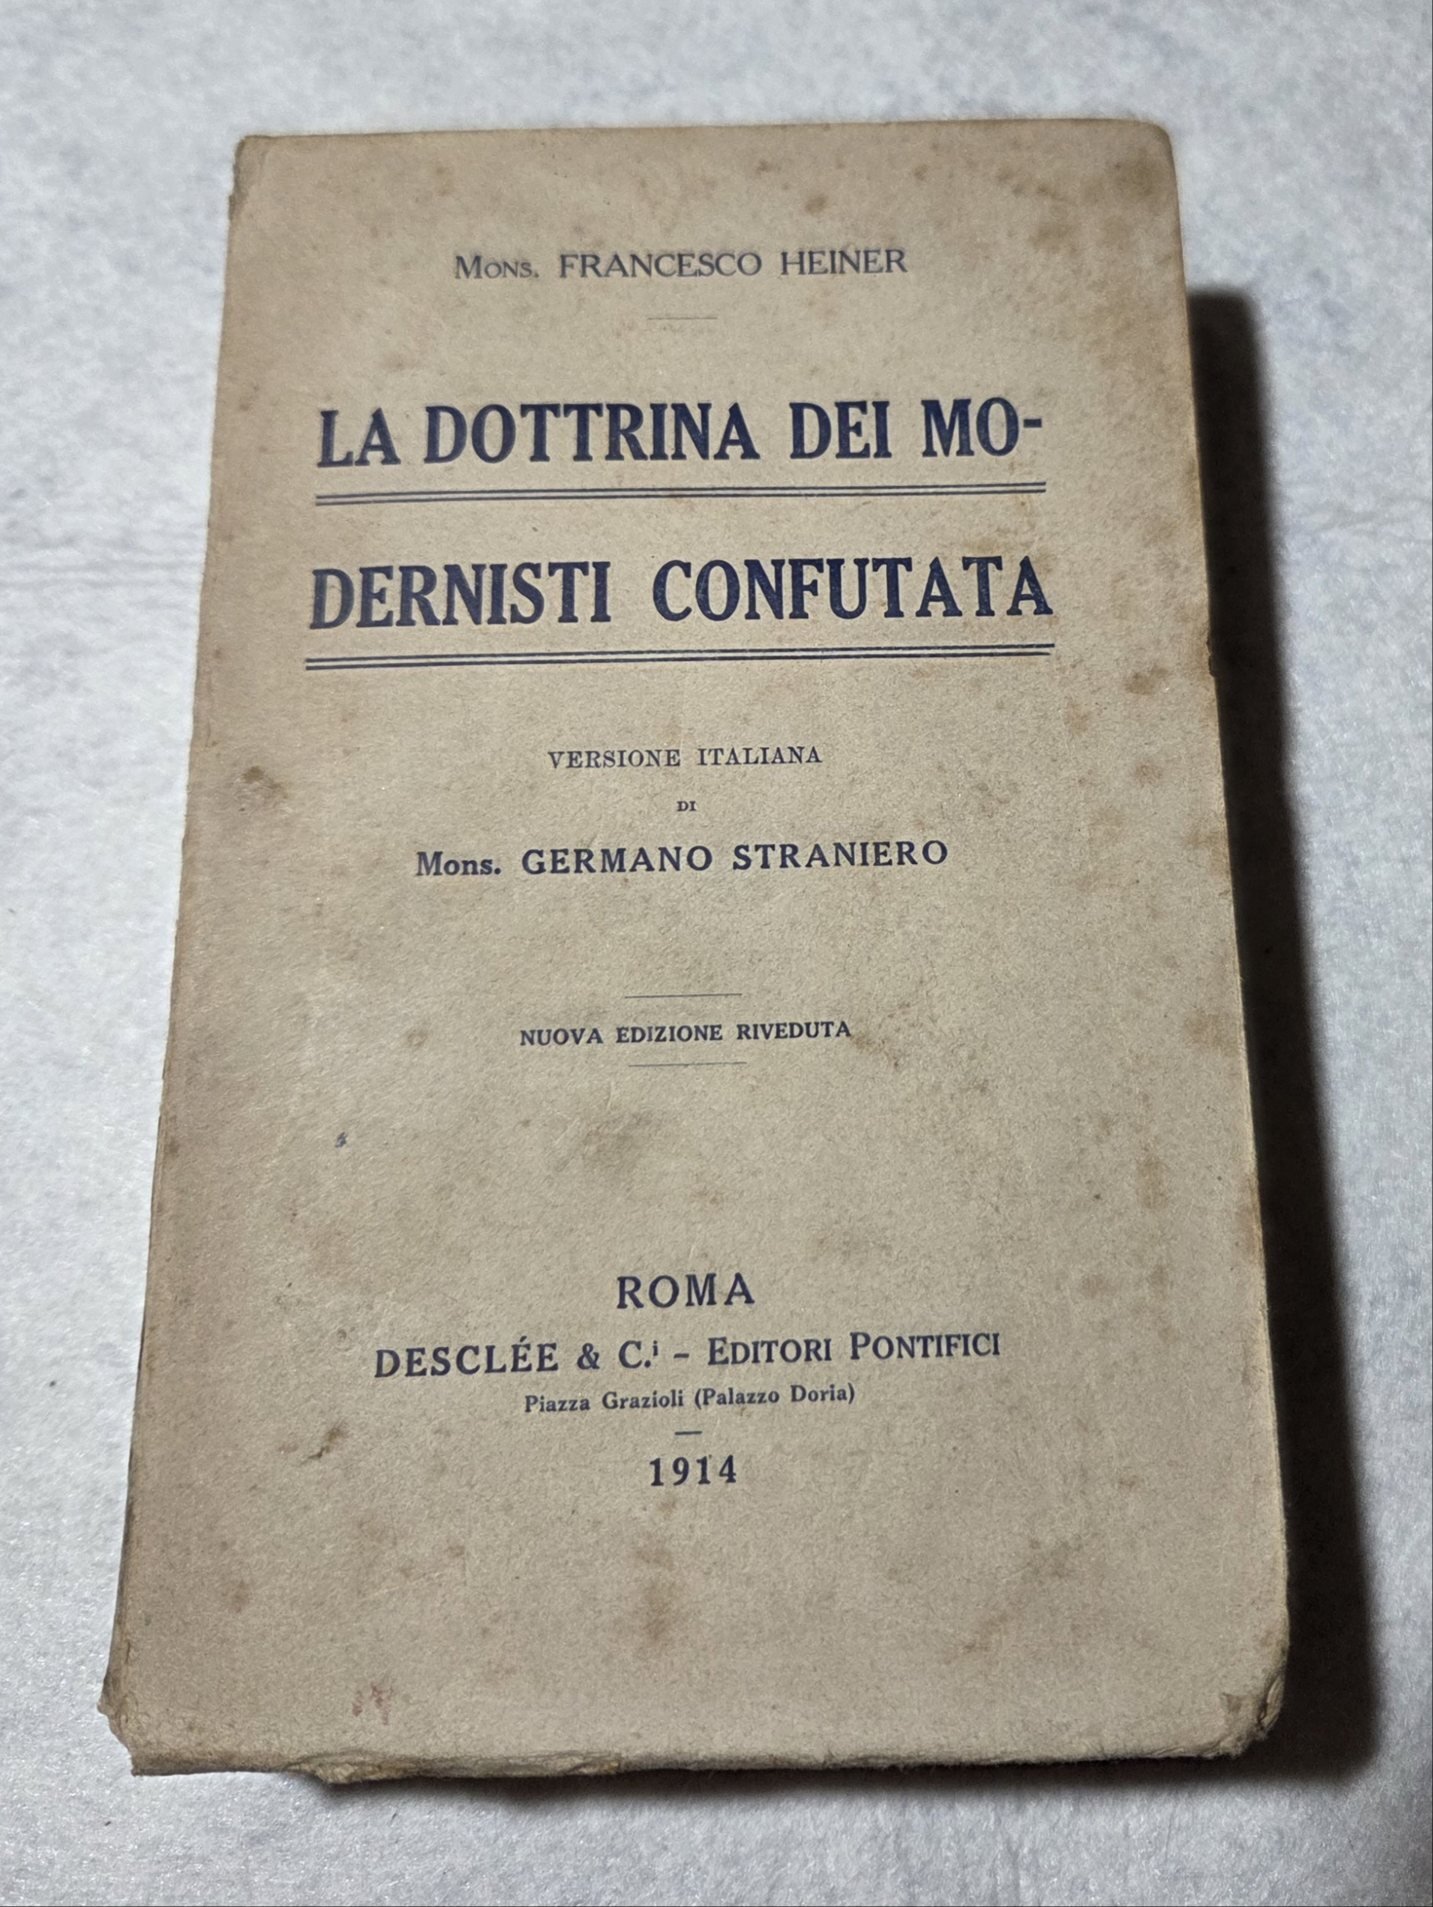 Mons. FRANCESCO HEINER
LA DOTTRINA DEI MO-
DERNISTI CONFUTATA
VERSIONE ITALIANA
DI
Mons. GERMANO STRANIERO
NUOVA EDIZIONE RIVEDUTA
ROMA
DESCLÉE & C.i - EDITORI PONTIFICI
Piazza Grazioli (Palazzo Doria)
1914